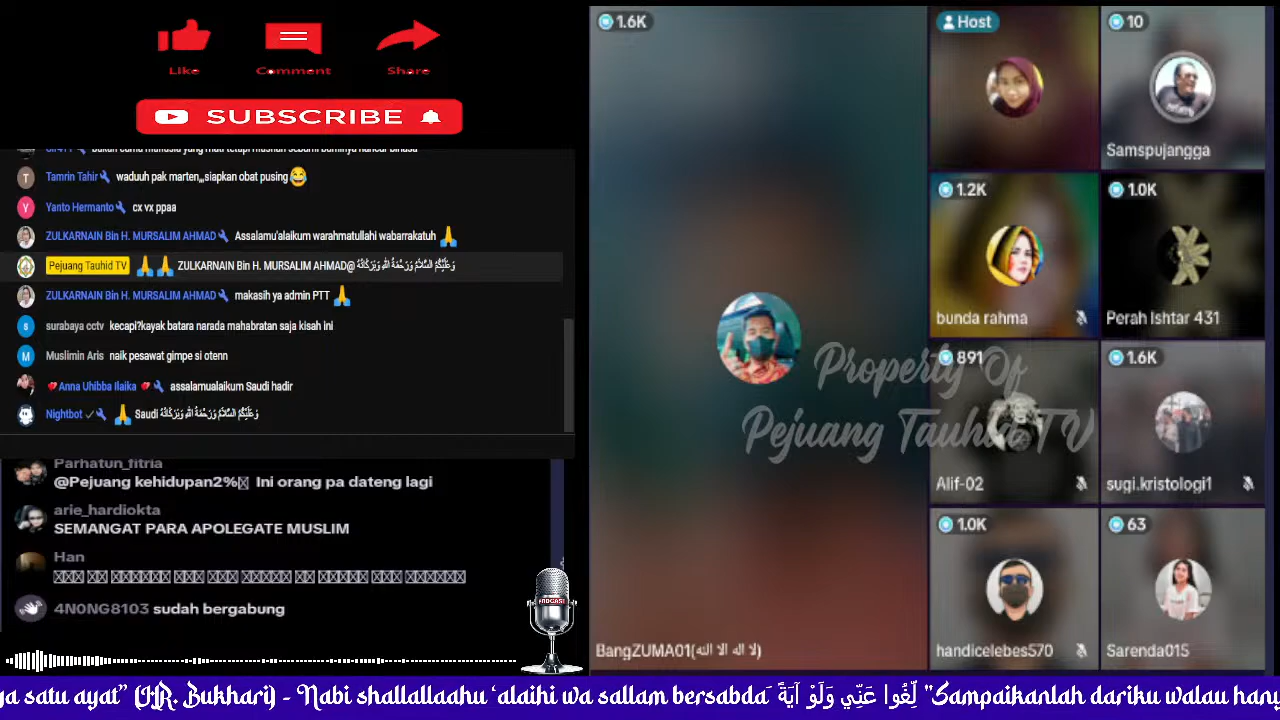 Like
Comment
Share
SUBSCRIBE
Tamrin Tahir waduuh pak marten,,,siapkan obat pusing😂
Yanto Hermanto cx vx ppaa
ZULKARNAIN Bin H. MURSALIM AHMAD Assalamu'alaikum warahmatullahi wabarrakatuh 🙏
Pejuang Tauhid TV 🙏🙏 ZULKARNAIN Bin H. MURSALIM AHMAD@ وَعَلَيْكُمُ السَّلاَمُ وَرَحْمَةُ اللهِ وَبَرَكَاتُهُ
ZULKARNAIN Bin H. MURSALIM AHMAD makasih ya admin PTT 🙏
surabaya cctv kecapi?kayak batara narada mahabratan saja kisah ini
Muslimin Aris naik pesawat gimpe si otenn
Anna Uhibba Ilaika assalamualaikum Saudi hadir
Nightbot 🙏 Saudi وَعَلَيْكُمُ السَّلاَمُ وَرَحْمَةُ اللهِ وَبَرَكَاتُهُ
Parhatun_fitria
@Pejuang kehidupan2% Ini orang pa dateng lagi
arie_hardiokta
SEMANGAT PARA APOLEGATE MUSLIM
Han
4N0NG8103 sudah bergabung
PODCAST
1.6K
Host
10
Samspujangga
1.2K
bunda rahma
1.0K
Perah Ishtar 431
891
Alif-02
1.6K
sugi.kristologi1
1.0K
handicelebes570
63
Sarenda015
BangZUMA01(لا اله الا الله)
Property Of
Pejuang Tauhid TV
ya satu ayat” (HR. Bukhari) - Nabi shallallaahu ‘alaihi wa sallam bersabda لِّغُوا عَنِّي وَلَوْ آيَةً "Sampaikanlah dariku walau hany